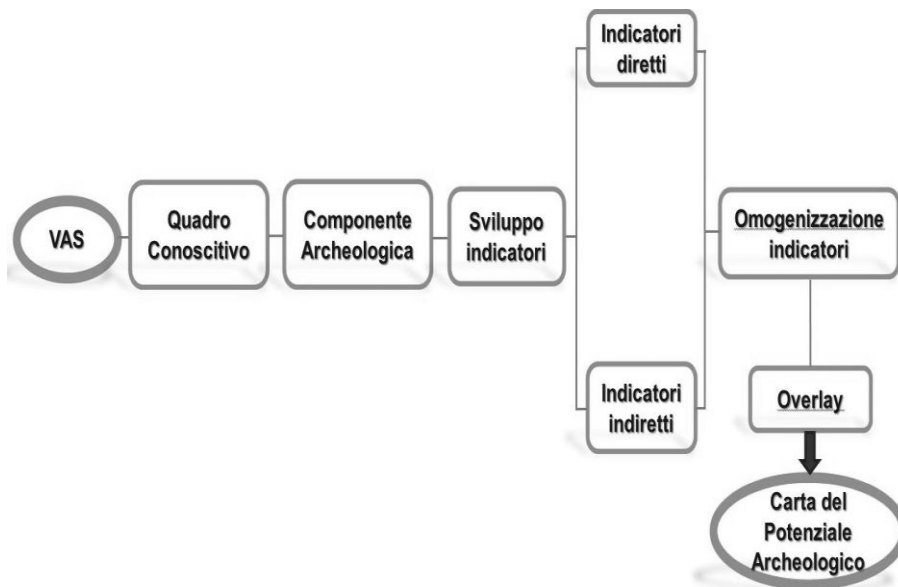 VAS
Quadro
Conoscitivo
Componente
Archeologica
Sviluppo
indicatori
Indicatori
diretti
Indicatori
indiretti
Omogenizzazione
indicatori
Overlay
Carta del
Potenziale
Archeologico